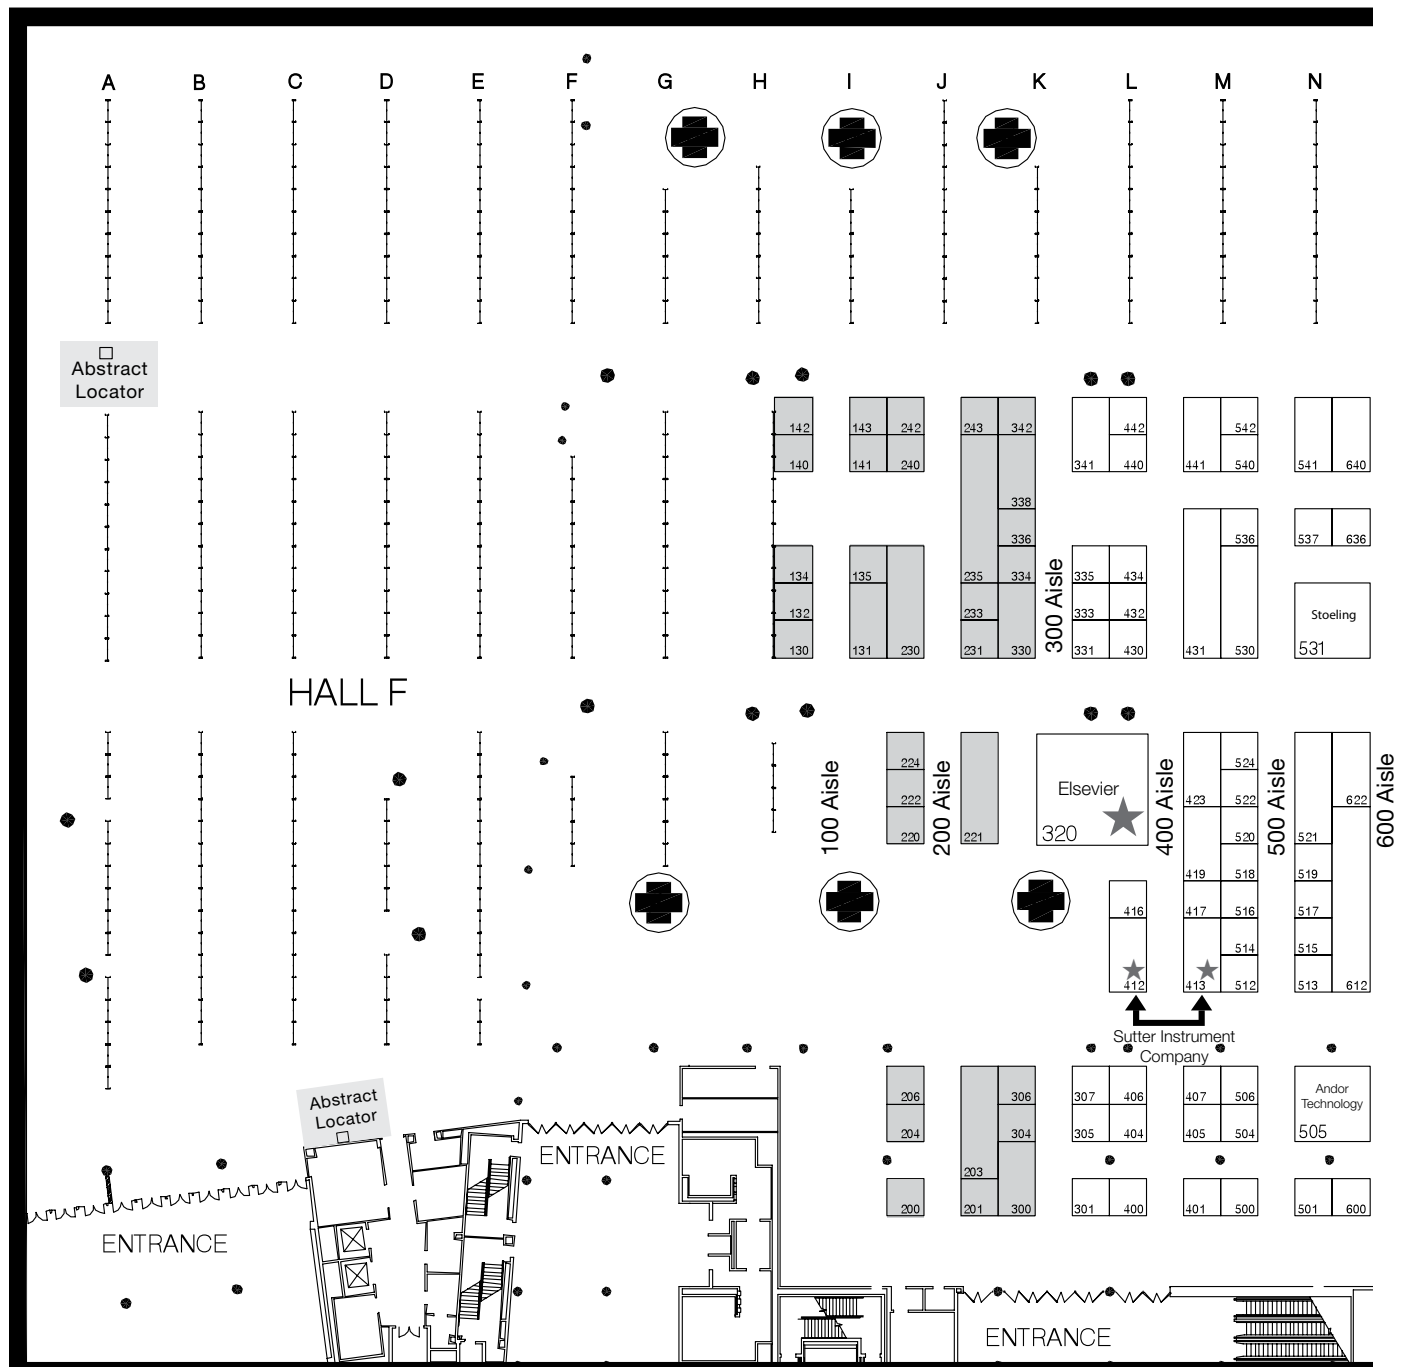 A B C D E F G H I J K L M N
Abstract
Locator
142 143 242 243 342 442 542
140 141 240 341 440 441 540 541 640
338
336 536 537 636
134 135 235 334 335 434
132 233 333 432
Stoeling
130 131 230 231 330 331 430 431 530 531
300 Aisle
HALL F
224 524
222 423 522 622
Elsevier
220 221 320 520 521
100 Aisle
200 Aisle
400 Aisle
500 Aisle
600 Aisle
419 518 519
416 417 516 517
514 515
412 413 512 513 612
Sutter Instrument
Company
Abstract
Locator
206 306 307 406 407 506
Andor
Technology
204 304 305 404 405 504 505
ENTRANCE
203
200 201 300 301 400 401 500 501 600
ENTRANCE
ENTRANCE